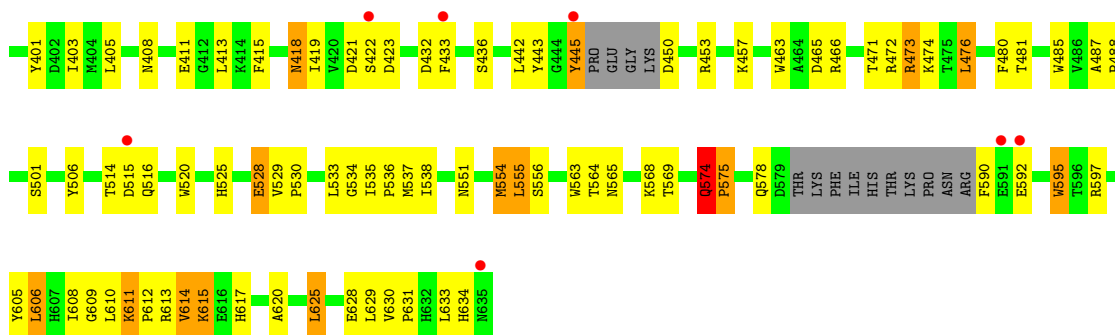 Y401 D402 I403 M404 L405 N408 E411 G412 L413 K414 F415 N418 I419 V420 D421 S422 D423 D432 F433 S436 L442 Y443 G444 Y445 PRO GLU GLY LYS D450 R453 K457 W463 A464 D465 R466 T471 R472 R473 K474 T475 L476 F480 T481 W485 V486 A487
S501 Y506 T514 D515 Q516 W520 H525 E528 V529 P530 L533 G534 I535 P536 M537 I538 N551 M554 L555 S556 W563 T564 N565 K568 T569 Q574 P575 Q578 D579 THR LYS PHE ILE HIS THR LYS PRO ASN ARG F590 E591 E592 W595 T596 R597
Y605 L606 H607 I608 G609 L610 K611 P612 R613 V614 K615 E616 H617 A620 L625 E628 L629 V630 P631 H632 L633 H634 N635